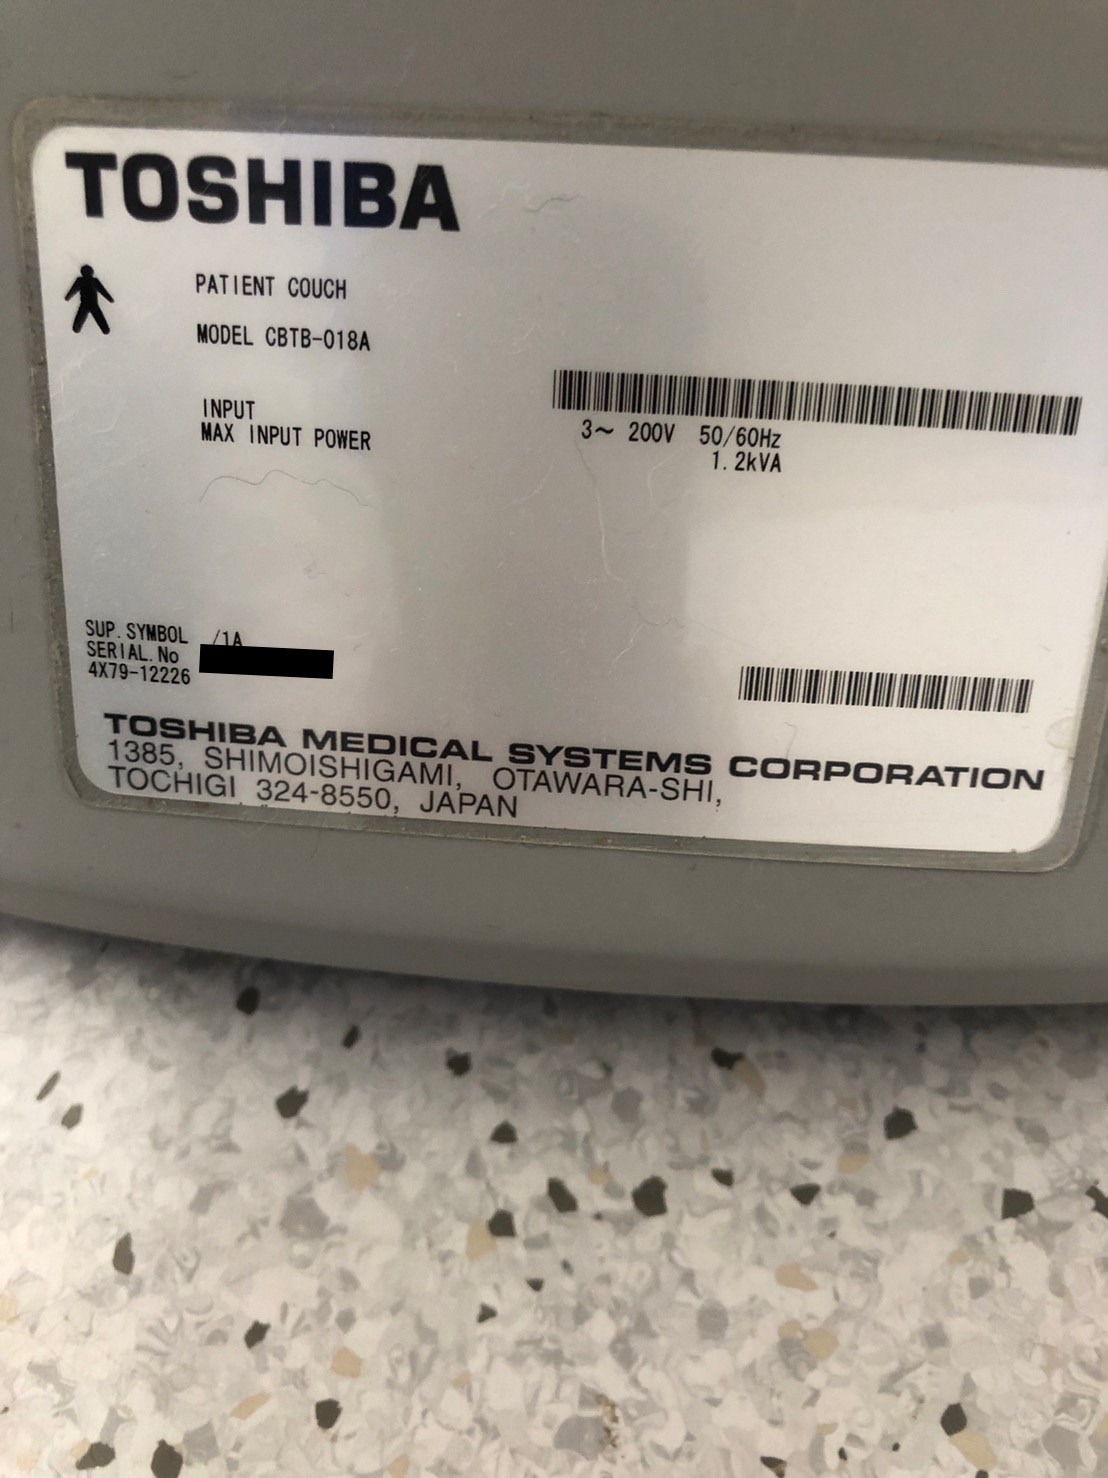 TOSHIBA
PATIENT COUCH
MODEL CBTB-018A
INPUT 3～ 200V 50/60Hz
MAX INPUT POWER 1.2kVA
SUP. SYMBOL /1A
SERIAL. No
4X79-12226
TOSHIBA MEDICAL SYSTEMS CORPORATION
1385, SHIMOISHIGAMI, OTAWARA-SHI,
TOCHIGI 324-8550, JAPAN